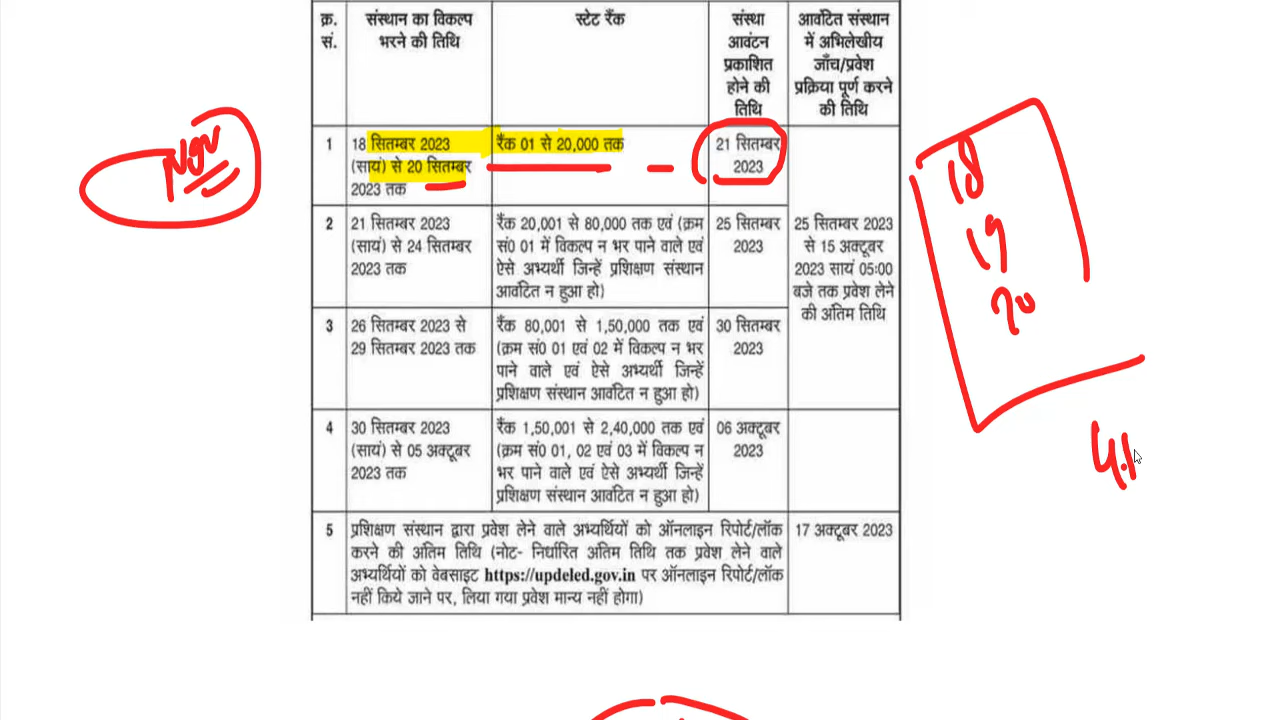 क्र. सं.
संस्थान का विकल्प भरने की तिथि
स्टेट रैंक
संस्था आवंटन प्रकाशित होने की तिथि
आवंटित संस्थान में अभिलेखीय जाँच/प्रवेश प्रक्रिया पूर्ण करने की तिथि
1
18 सितम्बर 2023
(सायं) से 20 सितम्बर
2023 तक
रैंक 01 से 20,000 तक
21 सितम्बर
2023
2
21 सितम्बर 2023
(सायं) से 24 सितम्बर
2023 तक
रैंक 20,001 से 80,000 तक एवं (क्रम
सं0 01 में विकल्प न भर पाने वाले एवं
ऐसे अभ्यर्थी जिन्हें प्रशिक्षण संस्थान
आवंटित न हुआ हो)
25 सितम्बर
2023
25 सितम्बर 2023
से 15 अक्टूबर
2023 सायं 05:00
बजे तक प्रवेश लेने
की अंतिम तिथि
3
26 सितम्बर 2023 से
29 सितम्बर 2023 तक
रैंक 80,001 से 1,50,000 तक एवं
(क्रम सं0 01 एवं 02 में विकल्प न भर
पाने वाले एवं ऐसे अभ्यर्थी जिन्हें
प्रशिक्षण संस्थान आवंटित न हुआ हो)
30 सितम्बर
2023
4
30 सितम्बर 2023
(सायं) से 05 अक्टूबर
2023 तक
रैंक 1,50,001 से 2,40,000 तक एवं
(क्रम सं0 01, 02 एवं 03 में विकल्प न
भर पाने वाले एवं ऐसे अभ्यर्थी जिन्हें
प्रशिक्षण संस्थान आवंटित न हुआ हो)
06 अक्टूबर
2023
5
प्रशिक्षण संस्थान द्वारा प्रवेश लेने वाले अभ्यर्थियों को ऑनलाइन रिपोर्ट/लॉक
करने की अंतिम तिथि (नोट- निर्धारित अंतिम तिथि तक प्रवेश लेने वाले
अभ्यर्थियों को वेबसाइट https://updeled.gov.in पर ऑनलाइन रिपोर्ट/लॉक
नहीं किये जाने पर, लिया गया प्रवेश मान्य नहीं होगा)
17 अक्टूबर 2023
18
19
20